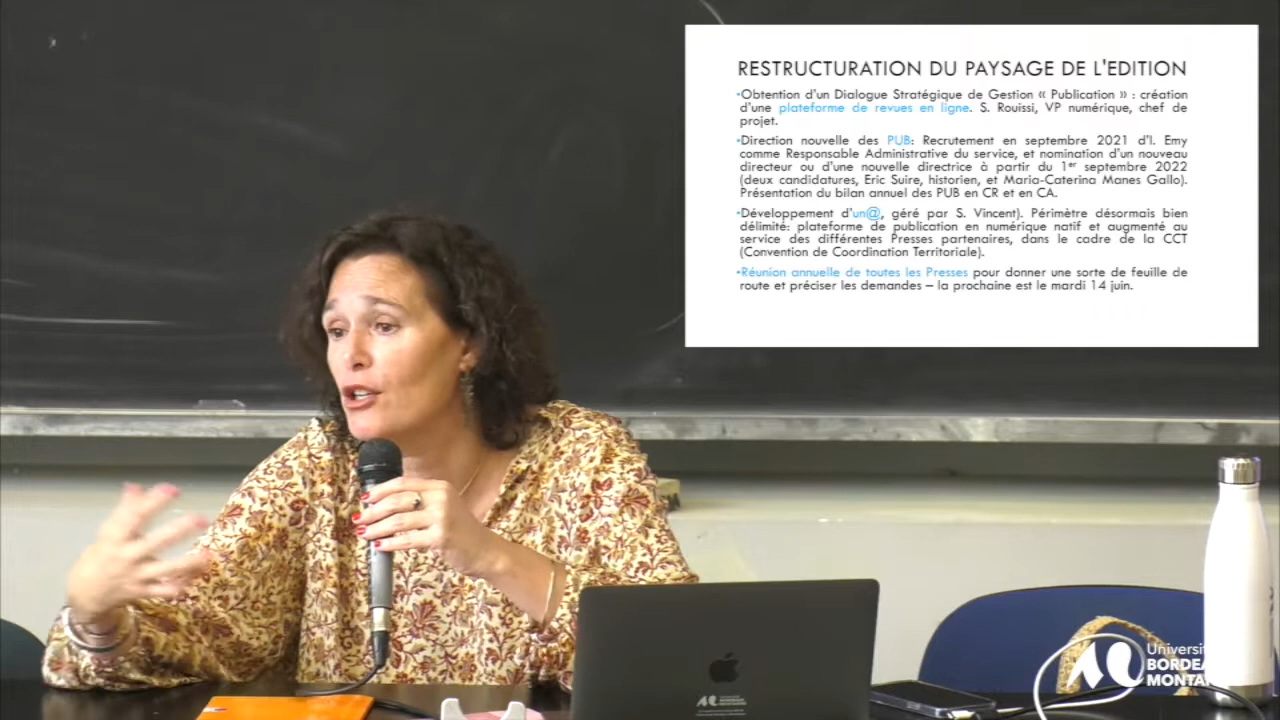 RESTRUCTURATION DU PAYSAGE DE L'EDITION
•Obtention d'un Dialogue Stratégique de Gestion « Publication » : création
d'une plateforme de revues en ligne. S. Rouissi, VP numérique, chef de
projet.
•Direction nouvelle des PUB: Recrutement en septembre 2021 d'I. Emy
comme Responsable Administrative du service, et nomination d'un nouveau
directeur ou d'une nouvelle directrice à partir du 1er septembre 2022
(deux candidatures, Eric Suire, historien, et Maria-Caterina Manes Gallo).
Présentation du bilan annuel des PUB en CR et en CA.
•Développement d'un@, géré par S. Vincent). Périmètre désormais bien
délimité: plateforme de publication en numérique natif et augmenté au
service des différentes Presses partenaires, dans le cadre de la CCT
(Convention de Coordination Territoriale).
•Réunion annuelle de toutes les Presses pour donner une sorte de feuille de
route et préciser les demandes – la prochaine est le mardi 14 juin.